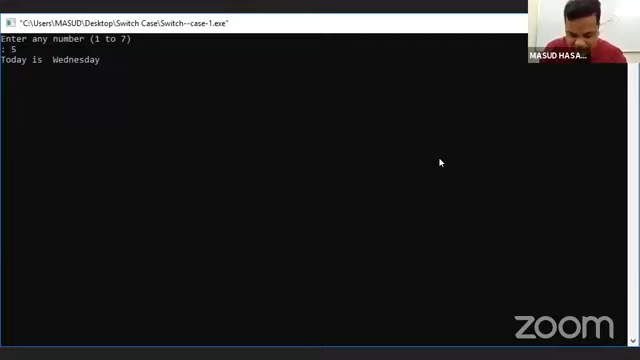 "C:\Users\MASUD\Desktop\Switch Case\Switch--case-1.exe"
Enter any number (1 to 7)
: 5
Today is  Wednesday
MASUD HASA...
zoom